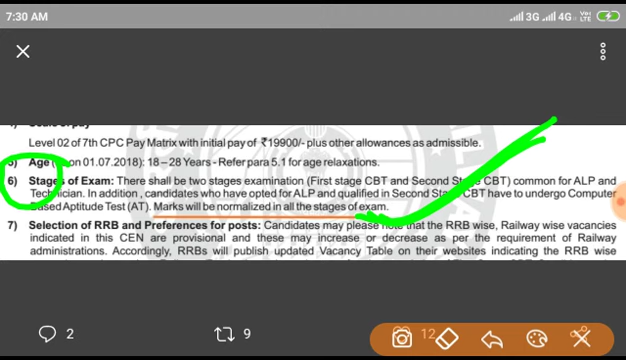 7:30 AM
3G 4G VoLTE
Level 02 of 7th CPC Pay Matrix with initial pay of ₹19900/- plus other allowances as admissible.
5) Age on 01.07.2018): 18 – 28 Years - Refer para 5.1 for age relaxations.
6) Stages of Exam: There shall be two stages examination (First stage CBT and Second Stage CBT) common for ALP and
Technician. In addition, candidates who have opted for ALP and qualified in Second Stage CBT have to undergo Computer
Based Aptitude Test (AT). Marks will be normalized in all the stages of exam.
7) Selection of RRB and Preferences for posts: Candidates may please note that the RRB wise, Railway wise vacancies
indicated in this CEN are provisional and these may increase or decrease as per the requirement of Railway
administrations. Accordingly, RRBs will publish updated Vacancy Table on their websites indicating the RRB wise
2
9
12